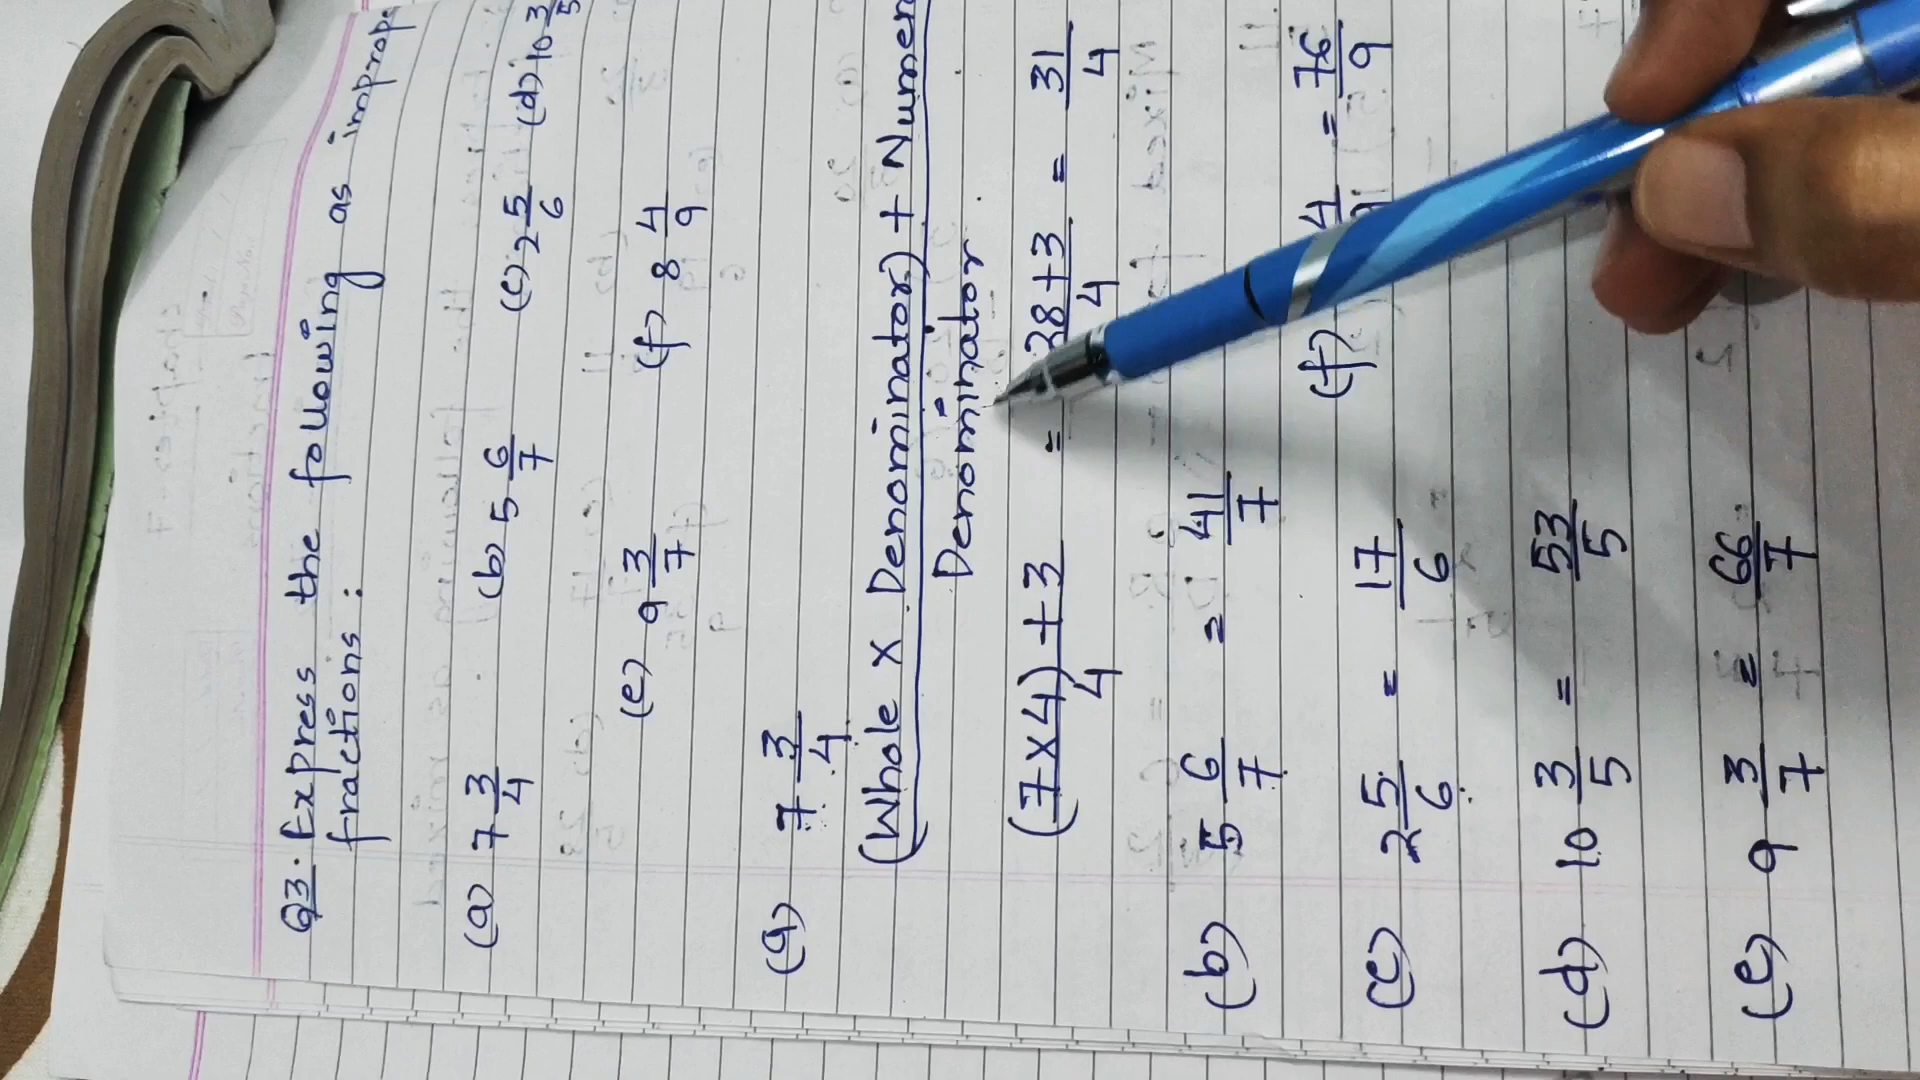 Q3. Express the following as
fractions:
(a) 7 3/4 (b) 5 6/7 (c) 2 5/6 (d) 10 3/5
(e) 9 3/7 (f) 8 4/9
(a) 7 3/4
(Whole × Denominator) +
Denominator
(7×4)+3/4 = 38+3/4 = 31/4
(b) 5 6/7 = 41/7
(c) 2 5/6 = 17/6 (f) = 76/9
(d) 10 3/5 = 53/5
(e) 9 3/7 = 66/7